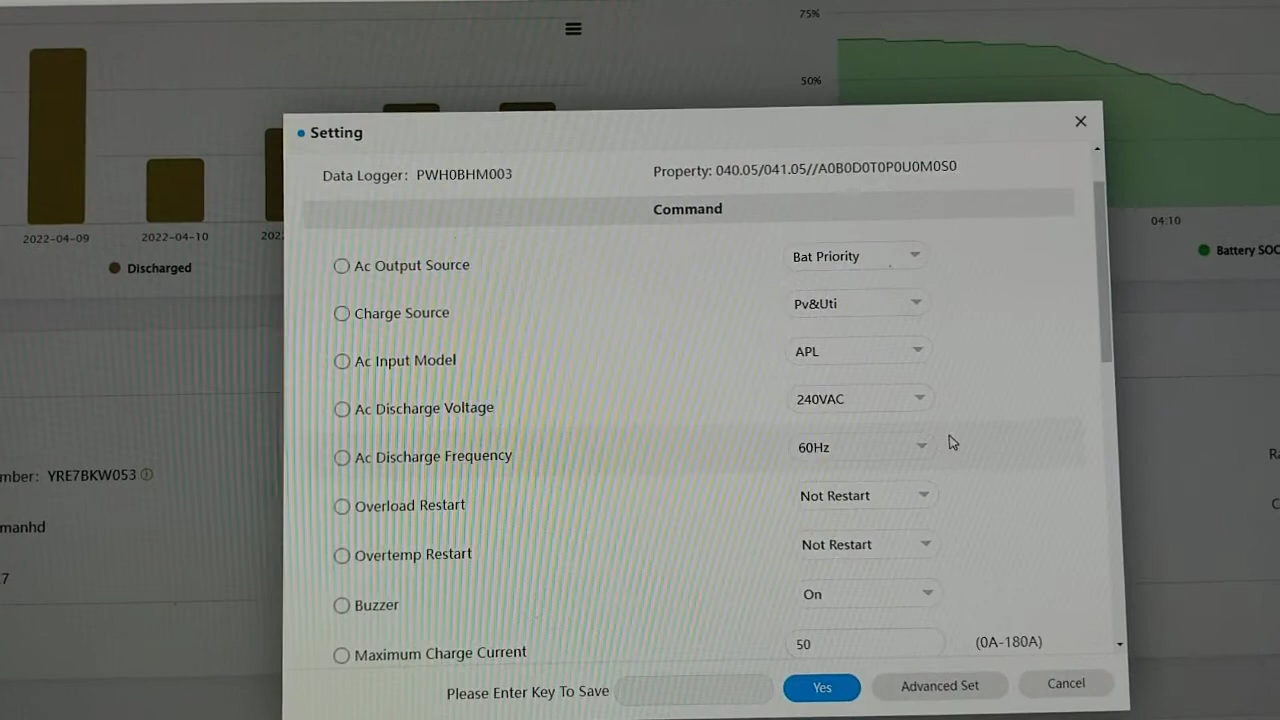 75%
50%
Setting
Data Logger: PWH0BHM003 Property: 040.05/041.05//A0B0D0T0P0U0M0S0
Command
2022-04-09 2022-04-10 202
04:10
Discharged
Battery SOC
Ac Output Source Bat Priority
Charge Source Pv&Uti
Ac Input Model APL
Ac Discharge Voltage 240VAC
Ac Discharge Frequency 60Hz
mber: YRE7BKW053
Overload Restart Not Restart
manhd
Overtemp Restart Not Restart
7
Buzzer On
Maximum Charge Current 50 (0A-180A)
Please Enter Key To Save Yes Advanced Set Cancel